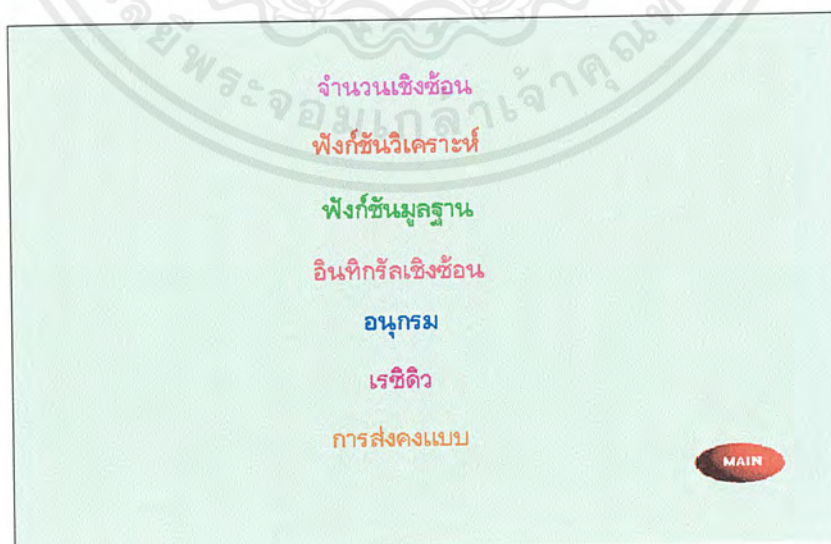 จำนวนเชิงซ้อน
ฟังก์ชันวิเคราะห์
ฟังก์ชันมูลฐาน
อินทิกรัลเชิงซ้อน
อนุกรม
เรซิดิว
การส่งคงแบบ
MAIN